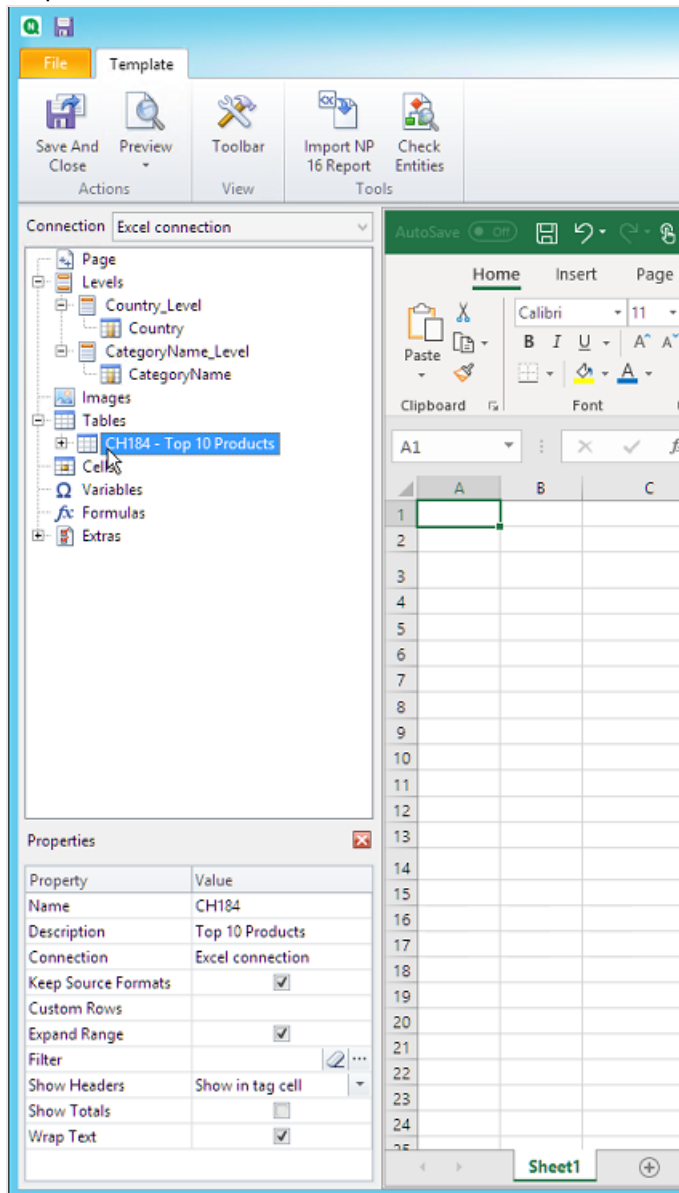 File Template
Save And Close
Preview
Toolbar
Import NP 16 Report
Check Entities
Actions View Tools
Connection Excel connection
Page
Levels
Country_Level
Country
CategoryName_Level
CategoryName
Images
Tables
CH184 - Top 10 Products
Cells
Variables
Formulas
Extras
Properties
Property Value
Name CH184
Description Top 10 Products
Connection Excel connection
Keep Source Formats
Custom Rows
Expand Range
Filter
Show Headers Show in tag cell
Show Totals
Wrap Text
AutoSave Off
Home Insert Page
Paste
Calibri 11
B I U A A
A
Clipboard Font
A1
A B C
1
2
3
4
5
6
7
8
9
10
11
12
13
14
15
16
17
18
19
20
21
22
23
24
25
Sheet1